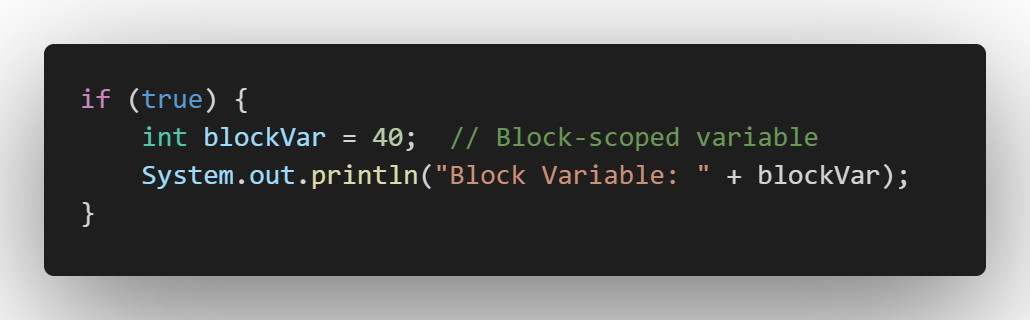 if (true) {
    int blockVar = 40;  // Block-scoped variable
    System.out.println("Block Variable: " + blockVar);
}